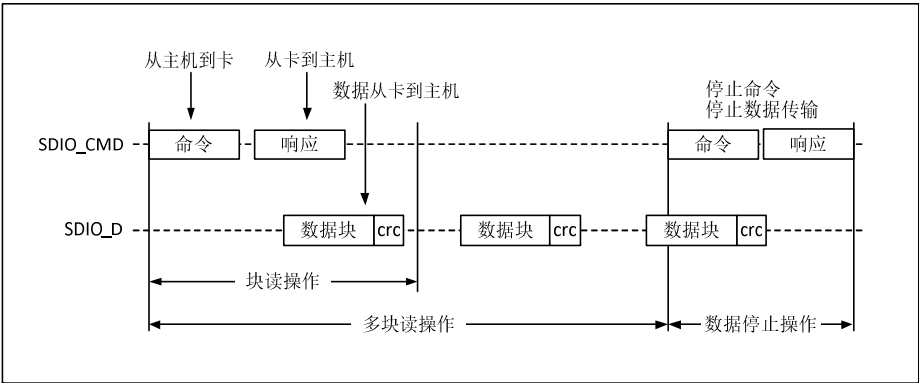 从主机到卡
从卡到主机
数据从卡到主机
停止命令
停止数据传输
SDIO_CMD
命令
响应
命令
响应
SDIO_D
数据块
crc
数据块
crc
数据块
crc
块读操作
多块读操作
数据停止操作